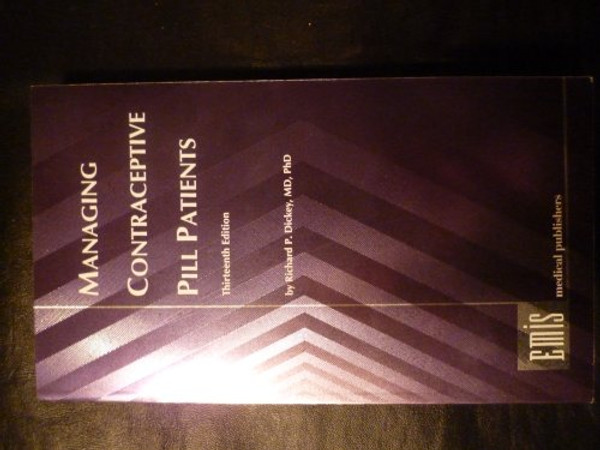 MANAGING
CONTRACEPTIVE
PILL PATIENTS
Thirteenth Edition
by Richard P. Dickey, MD, PhD
EMIS
medical publishers